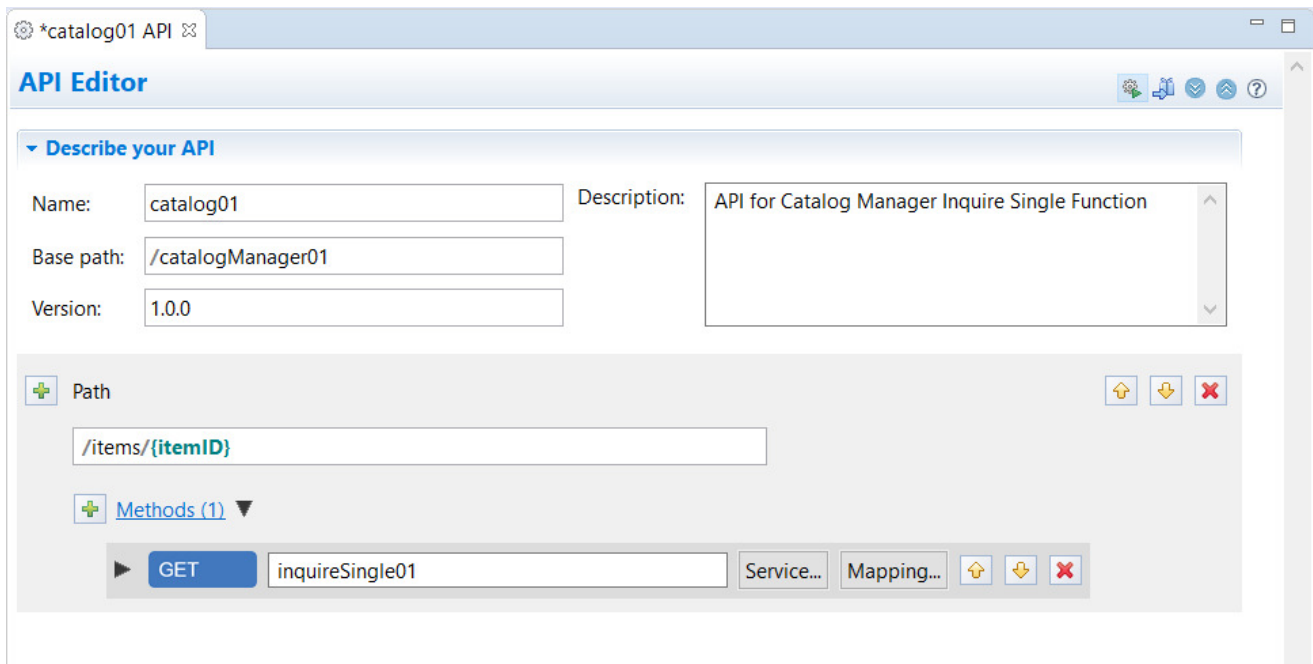 *catalog01 API
API Editor
Describe your API
Name: catalog01
Description: API for Catalog Manager Inquire Single Function
Base path: /catalogManager01
Version: 1.0.0
Path
/items/{itemID}
Methods (1)
GET inquireSingle01 Service... Mapping...